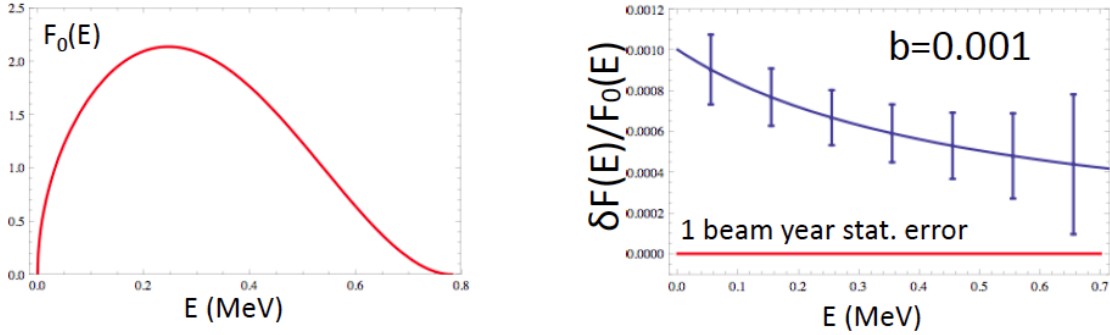 2.5
F₀(E)
2.0
1.5
1.0
0.5
0.0
0.0 0.2 0.4 0.6 0.8
E (MeV)
0.0012
b=0.001
0.0010
0.0008
0.0006
0.0004
0.0002
0.0000
δF(E)/F₀(E)
1 beam year stat. error
0.0 0.1 0.2 0.3 0.4 0.5 0.6 0.7
E (MeV)